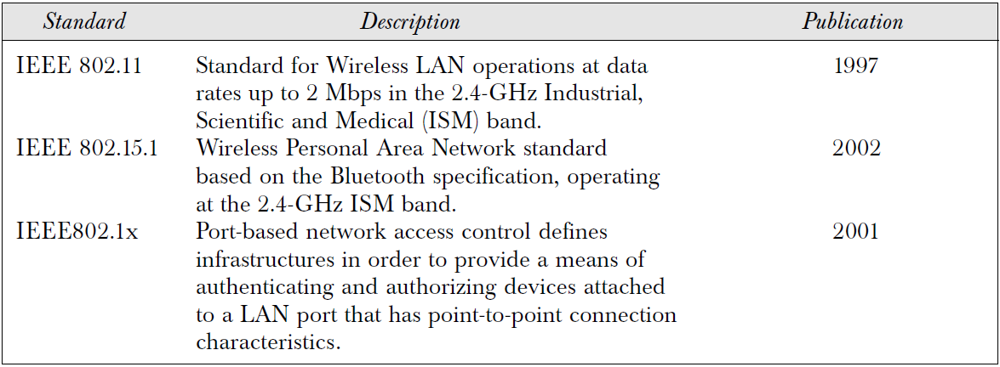 Standard Description Publication
IEEE 802.11 Standard for Wireless LAN operations at data 1997
rates up to 2 Mbps in the 2.4-GHz Industrial,
Scientific and Medical (ISM) band.
IEEE 802.15.1 Wireless Personal Area Network standard 2002
based on the Bluetooth specification, operating
at the 2.4-GHz ISM band.
IEEE802.1x Port-based network access control defines 2001
infrastructures in order to provide a means of
authenticating and authorizing devices attached
to a LAN port that has point-to-point connection
characteristics.